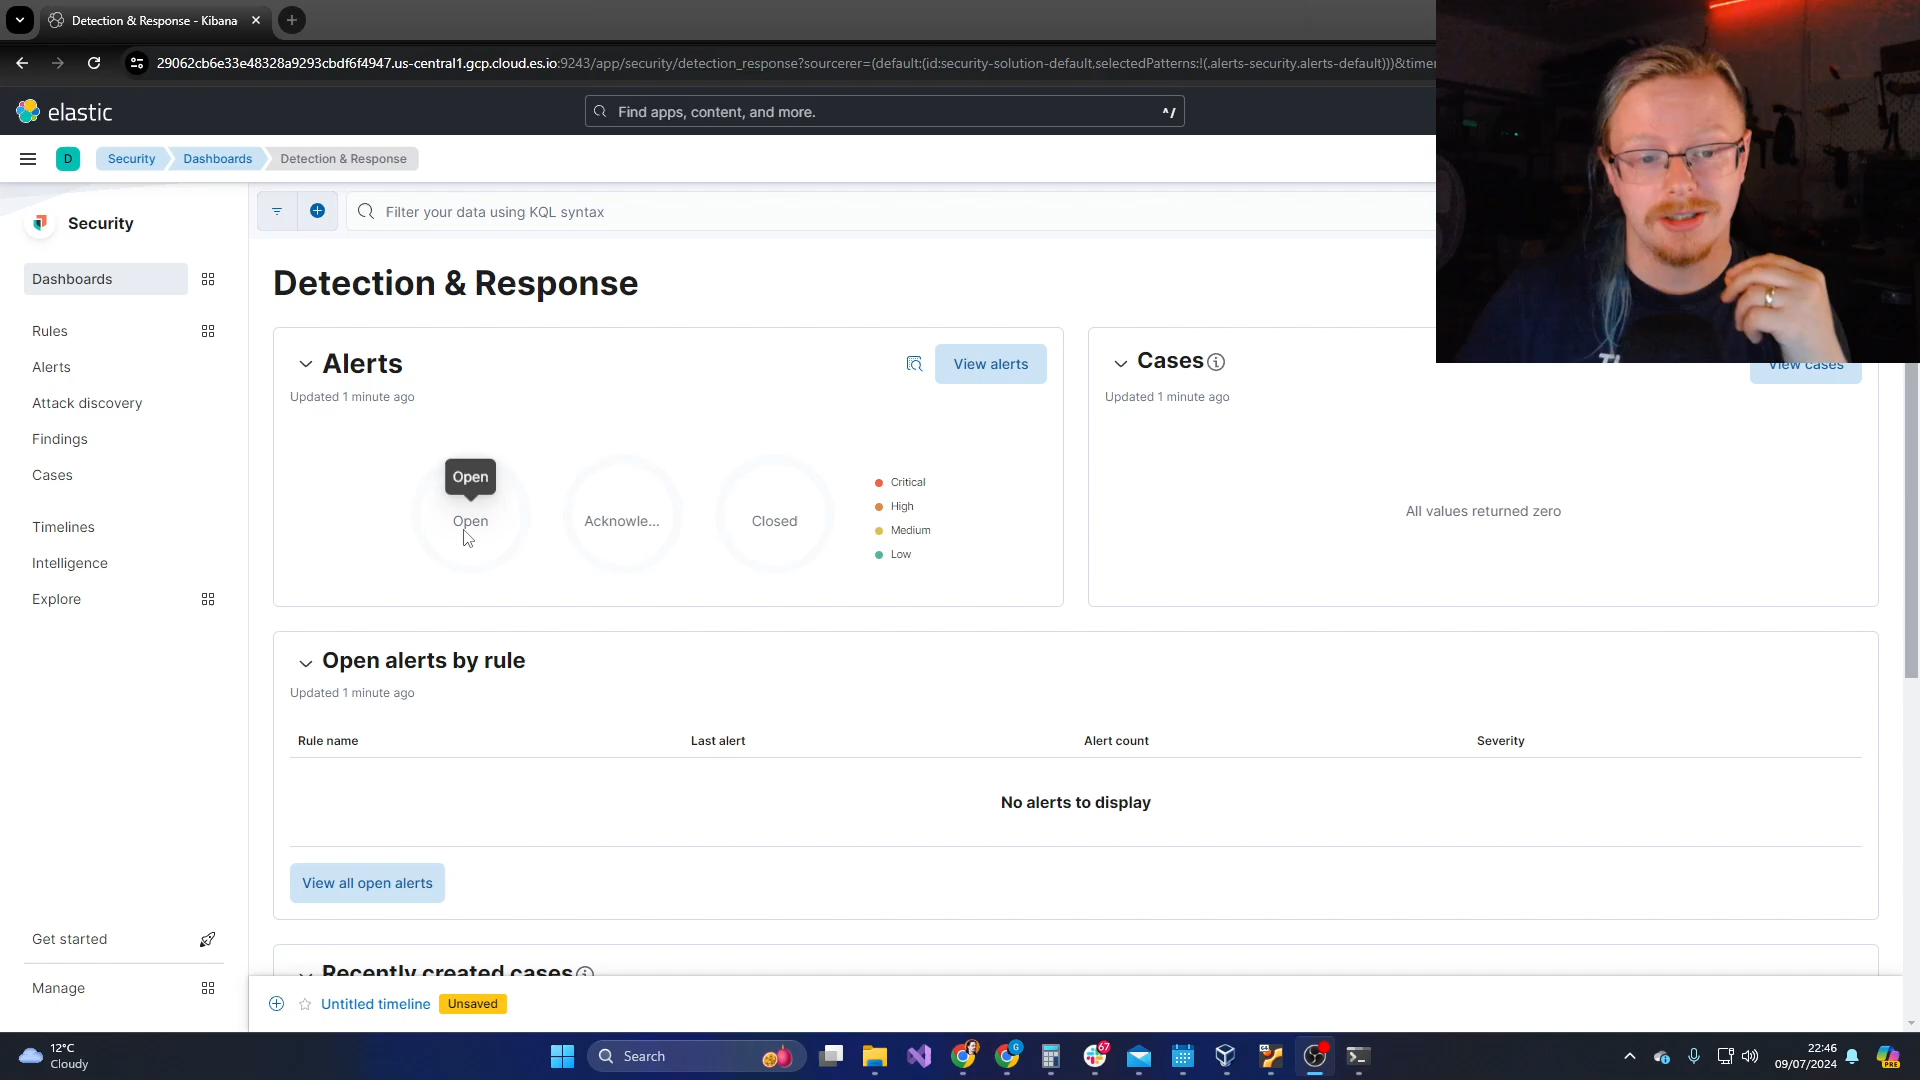 Detection & Response - Kibana
29062cb6e33e48328a9293cbdf6f4947.us-central1.gcp.cloud.es.io:9243/app/security/detection_response?sourcerer=(default:(id:security-solution-default,selectedPatterns:!(.alerts-security.alerts-default)))&timer
elastic
Find apps, content, and more.
^/
D
Security
Dashboards
Detection & Response
Security
Filter your data using KQL syntax
Dashboards
Rules
Alerts
Attack discovery
Findings
Cases
Timelines
Intelligence
Explore
Get started
Manage
Detection & Response
Alerts
View alerts
Updated 1 minute ago
Open
Open
Acknowle...
Closed
Critical
High
Medium
Low
Cases
View cases
Updated 1 minute ago
All values returned zero
Open alerts by rule
Updated 1 minute ago
Rule name
Last alert
Alert count
Severity
No alerts to display
View all open alerts
Recently created cases
Untitled timeline
Unsaved
12°C
Cloudy
Search
G
67
22:46
09/07/2024
PRE